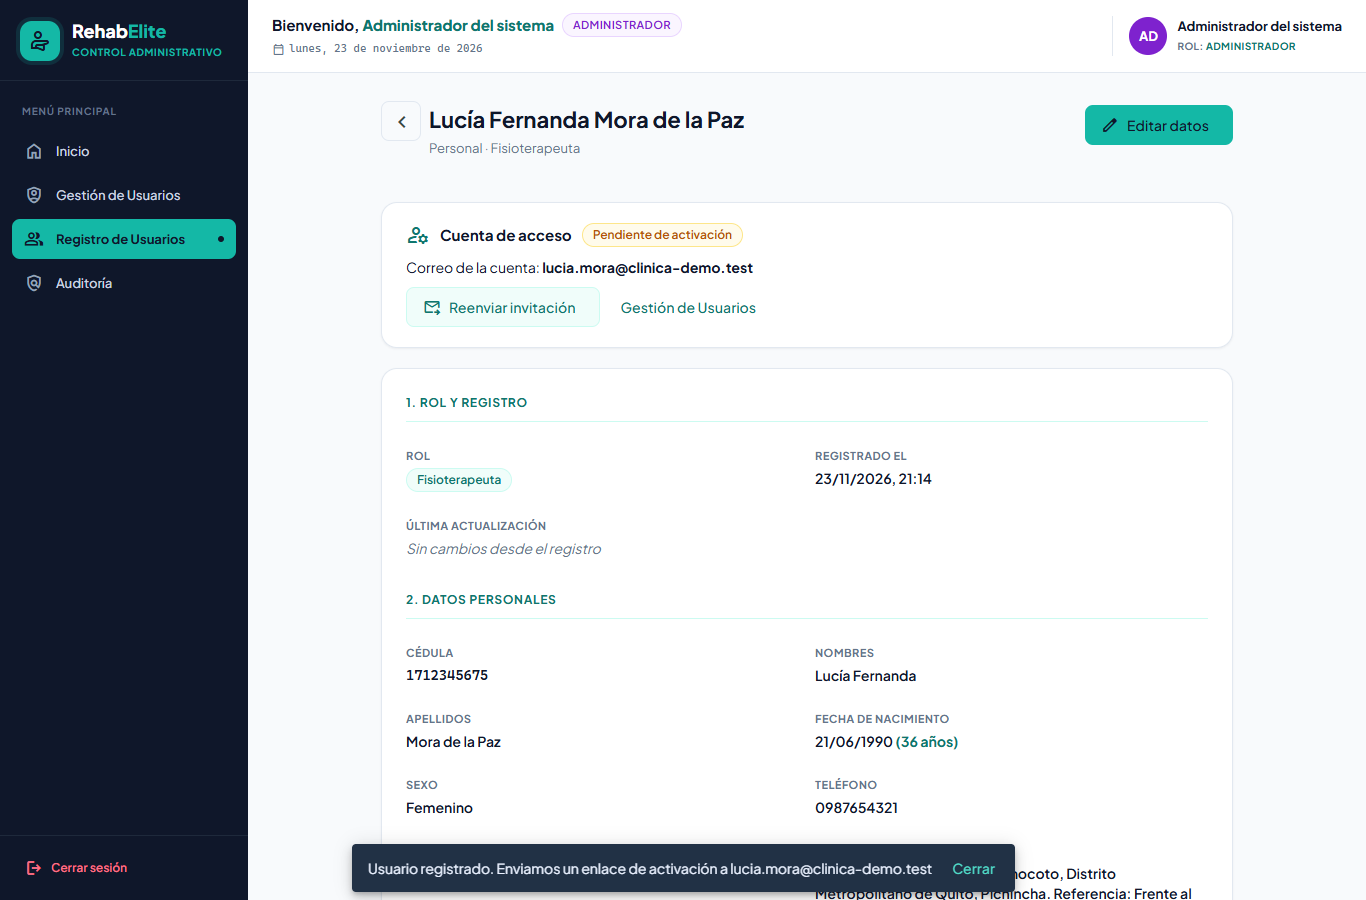 RehabElite
CONTROL ADMINISTRATIVO
MENÚ PRINCIPAL
Inicio
Gestión de Usuarios
Registro de Usuarios
Auditoría
Cerrar sesión
Bienvenido, Administrador del sistema ADMINISTRADOR
lunes, 23 de noviembre de 2026
AD
Administrador del sistema
ROL: ADMINISTRADOR
Lucía Fernanda Mora de la Paz
Personal · Fisioterapeuta
Editar datos
Cuenta de acceso Pendiente de activación
Correo de la cuenta: lucia.mora@clinica-demo.test
Reenviar invitación Gestión de Usuarios
1. ROL Y REGISTRO
ROL
Fisioterapeuta
REGISTRADO EL
23/11/2026, 21:14
ÚLTIMA ACTUALIZACIÓN
Sin cambios desde el registro
2. DATOS PERSONALES
CÉDULA
1712345675
NOMBRES
Lucía Fernanda
APELLIDOS
Mora de la Paz
FECHA DE NACIMIENTO
21/06/1990 (36 años)
SEXO
Femenino
TELÉFONO
0987654321
Usuario registrado. Enviamos un enlace de activación a lucia.mora@clinica-demo.test Cerrar
Distrito
Metropolitano de Quito, Pichincha. Referencia: Frente al